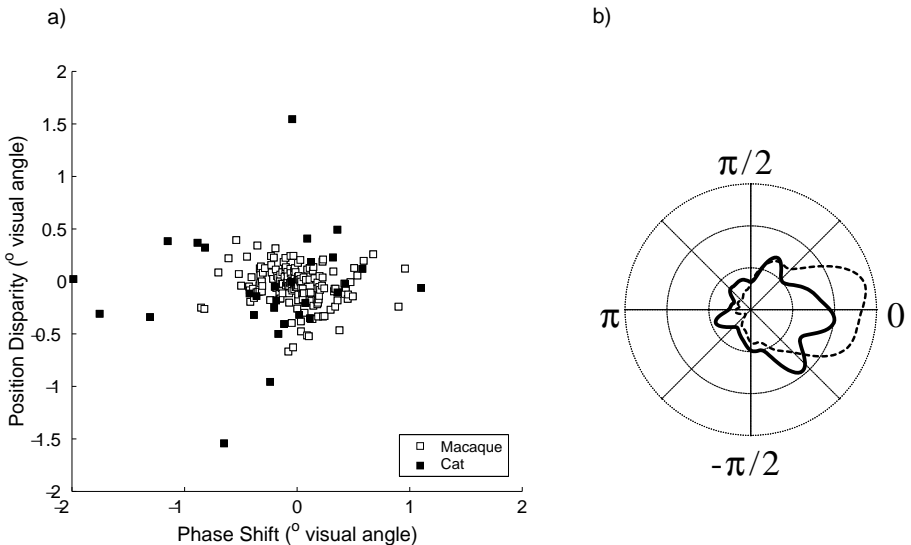 a)
b)
2
1.5
1
0.5
0
−0.5
−1
−1.5
−2
Position Disparity (o visual angle)
−2
−1
0
1
2
Phase Shift (o visual angle)
Macaque
Cat
π/2
π
0
-π/2